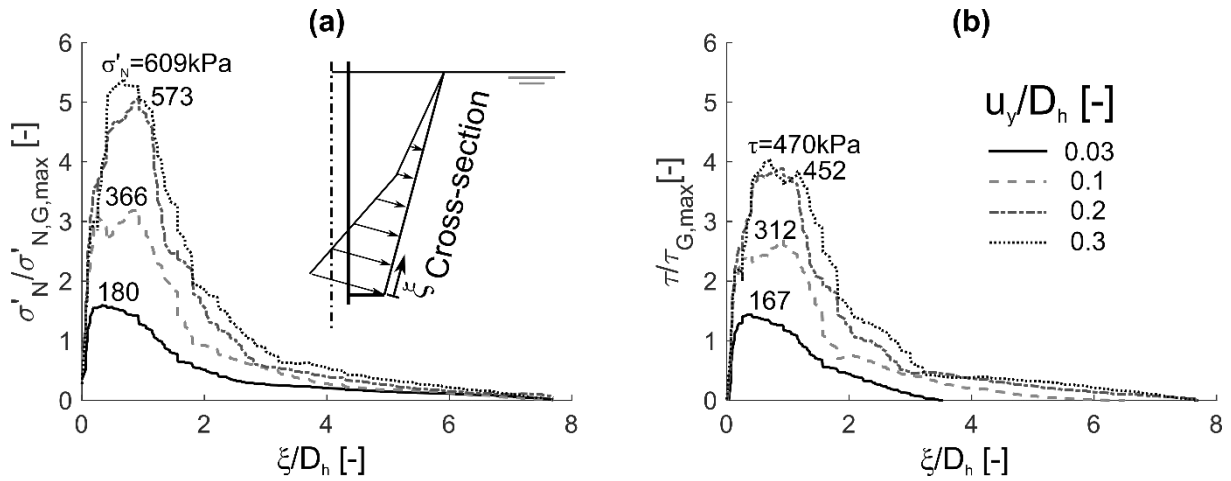 (a)
6
5
4
3
2
1
0
σ'N/σ'N,G,max [-]
σ'N=609kPa
573
366
180
Cross-section
ξ
0 2 4 6 8
ξ/Dh [-]
(b)
6
5
4
3
2
1
0
τ/τG,max[-]
τ=470kPa
452
312
167
uy/Dh [-]
0.03
0.1
0.2
0.3
0 2 4 6 8
ξ/Dh [-]